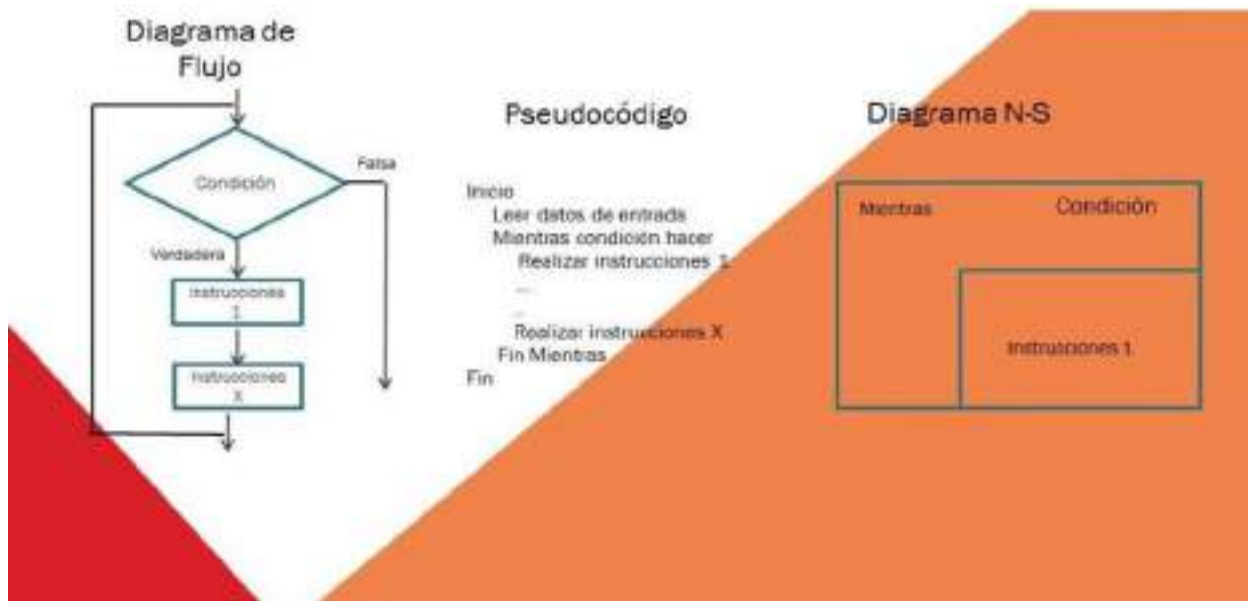 Diagrama de
Flujo
Condición
Falsa
Verdadera
Instrucciones
1
Instrucciones
X
Pseudocódigo
Inicio
Leer datos de entrada
Mientras condición hacer
Realizar instrucciones 1
...
..
Realizar instrucciones X
Fin Mientras
Fin
Diagrama N-S
Mientras Condición
Instrucciones 1